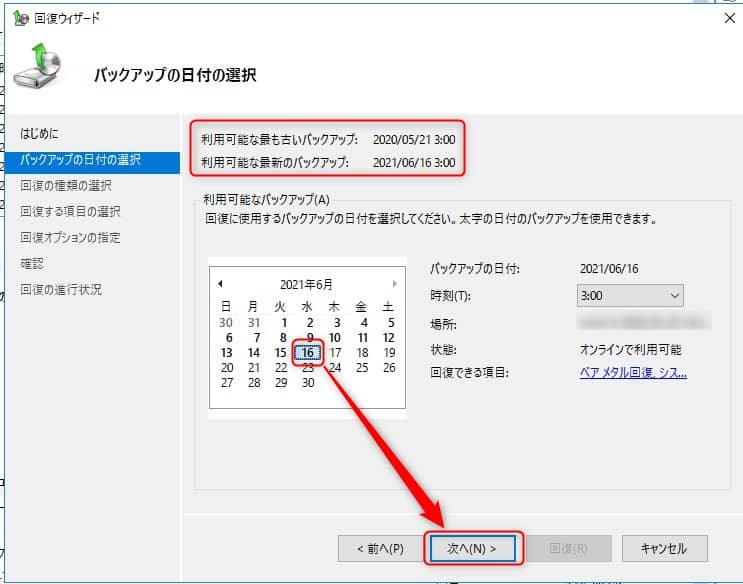 回復ウィザード
バックアップの日付の選択
はじめに
バックアップの日付の選択
回復の種類の選択
回復する項目の選択
回復オプションの指定
確認
回復の進行状況
利用可能な最も古いバックアップ: 2020/05/21 3:00
利用可能な最新のバックアップ: 2021/06/16 3:00
利用可能なバックアップ(A)
回復に使用するバックアップの日付を選択してください。太字の日付のバックアップを使用できます。
2021年6月
日 月 火 水 木 金 土
30 31 1 2 3 4 5
6 7 8 9 10 11 12
13 14 15 16 17 18 19
20 21 22 23 24 25 26
27 28 29 30
バックアップの日付: 2021/06/16
時刻(T): 3:00
場所:
状態: オンラインで利用可能
回復できる項目: ベア メタル回復, シス...
< 前へ(P)
次へ(N) >
回復(R)
キャンセル